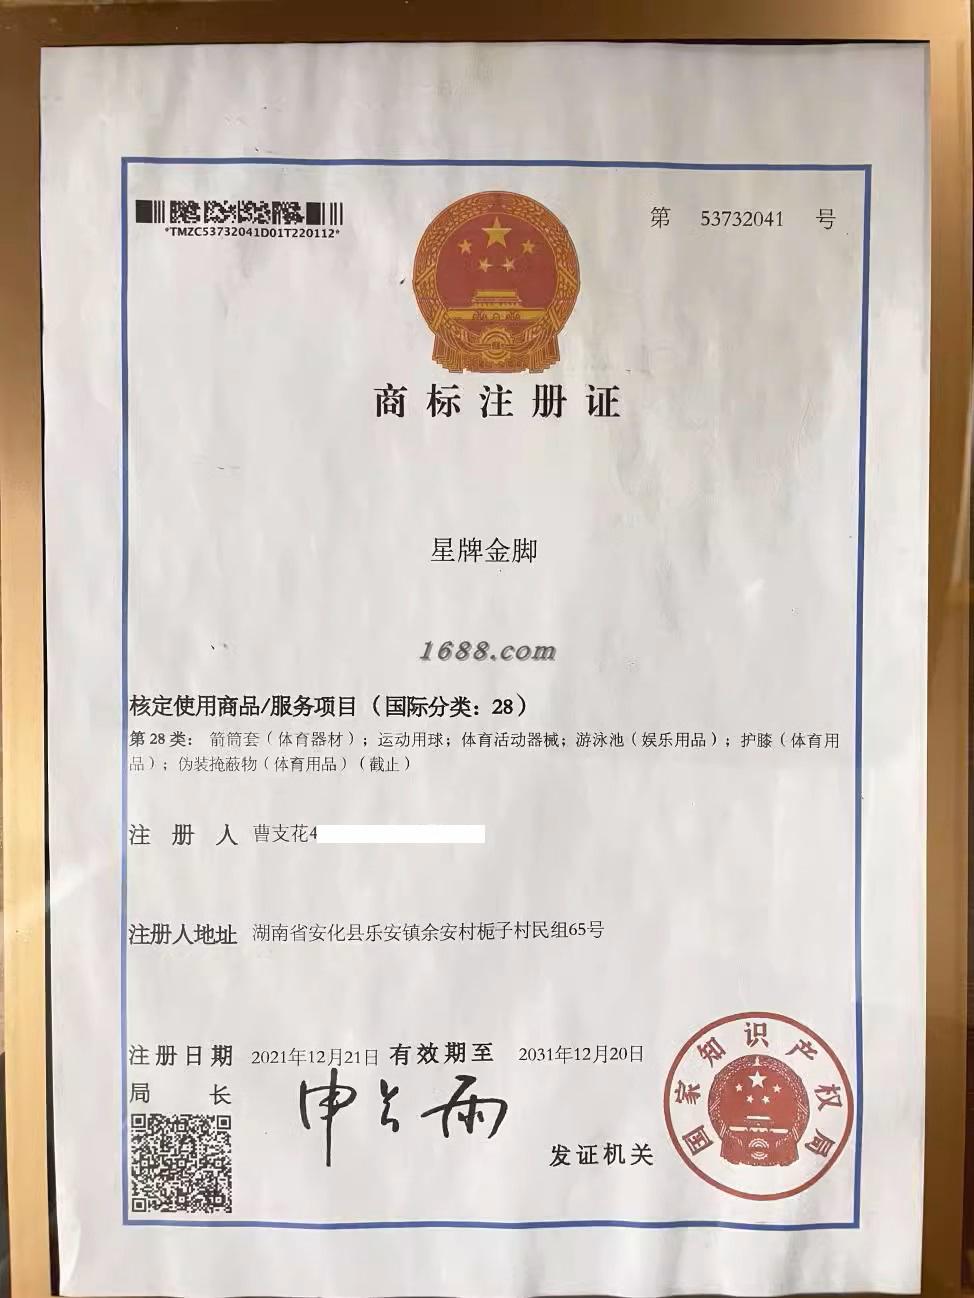 *TMZC53732041D01T220112*
第 53732041 号
商标注册证
星牌金脚
1688.com
核定使用商品/服务项目（国际分类：28）
第28类：箭筒套（体育器材）；运动用球；体育活动器械；游泳池（娱乐用品）；护膝（体育用
品）；伪装掩蔽物（体育用品）（截止）
注册人 曹支花4
注册人地址 湖南省安化县乐安镇余安村栀子村民组65号
注册日期 2021年12月21日 有效期至 2031年12月20日
局长 申长雨
发证机关
国家知识产权局